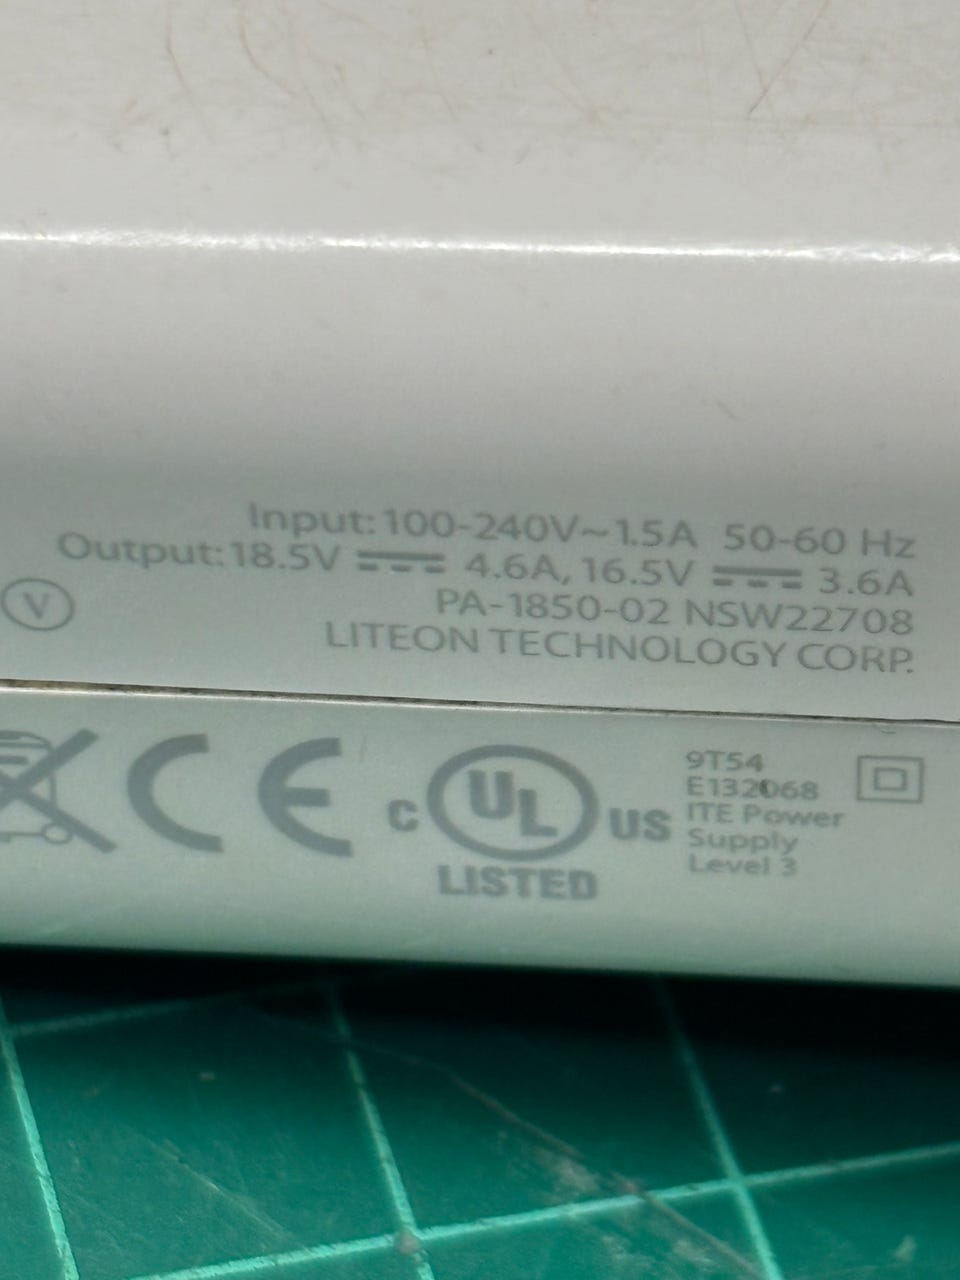 Input: 100-240V~1.5A 50-60 Hz
Output: 18.5V ⎓ 4.6A, 16.5V ⎓ 3.6A
V
PA-1850-02 NSW22708
LITEON TECHNOLOGY CORP.
CE
C UL US
LISTED
9T54
E132068
ITE Power
Supply
Level 3